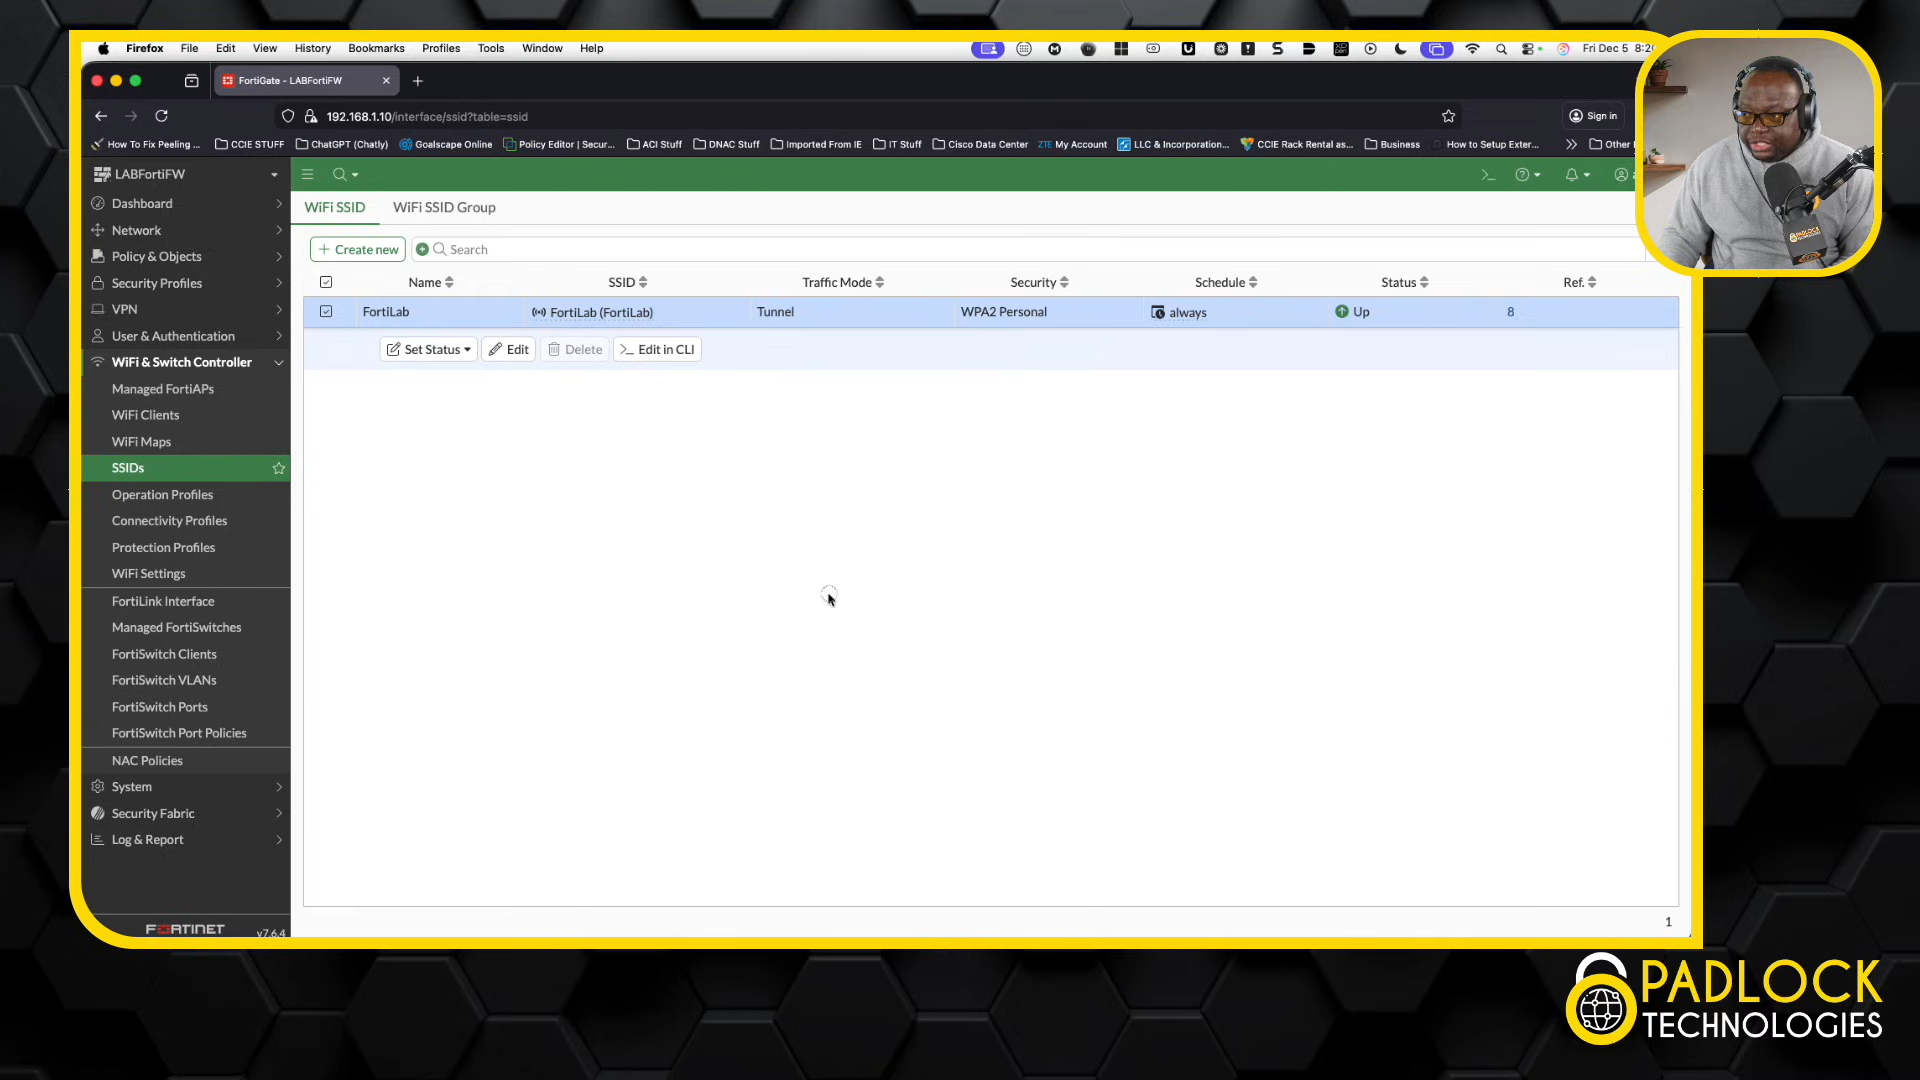 Firefox File Edit View History Bookmarks Profiles Tools Window Help
Fri Dec 5 8:20
FortiGate - LABFortiFW
192.168.1.10/interface/ssid?table=ssid
Sign in
How To Fix Peeling ... CCIE STUFF ChatGPT (Chatly) Goalscape Online Policy Editor | Secur... ACI Stuff DNAC Stuff Imported From IE IT Stuff Cisco Data Center ZTE My Account LLC & Incorporation... CCIE Rack Rental as... Business How to Setup Exter... Other
LABFortiFW
Dashboard
Network
Policy & Objects
Security Profiles
VPN
User & Authentication
WiFi & Switch Controller
Managed FortiAPs
WiFi Clients
WiFi Maps
SSIDs
Operation Profiles
Connectivity Profiles
Protection Profiles
WiFi Settings
FortiLink Interface
Managed FortiSwitches
FortiSwitch Clients
FortiSwitch VLANs
FortiSwitch Ports
FortiSwitch Port Policies
NAC Policies
System
Security Fabric
Log & Report
FORTINET v7.6.4
WiFi SSID WiFi SSID Group
Create new Search
Name SSID Traffic Mode Security Schedule Status Ref.
FortiLab FortiLab (FortiLab) Tunnel WPA2 Personal always Up 8
Set Status Edit Delete Edit in CLI
1
PADLOCK
TECHNOLOGIES